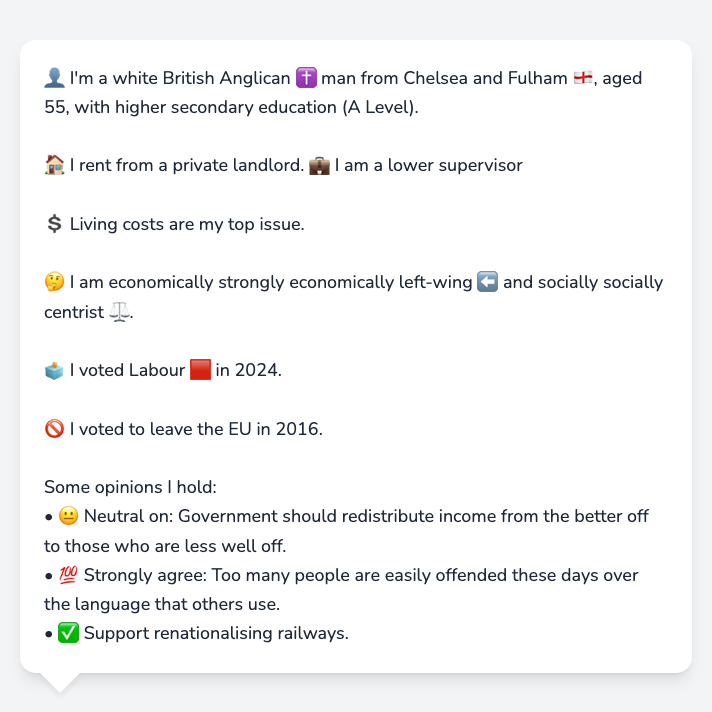 👤 I'm a white British Anglican ✝️ man from Chelsea and Fulham 🏴󠁧󠁢󠁥󠁮󠁧󠁿, aged
55, with higher secondary education (A Level).
🏠 I rent from a private landlord. 💼 I am a lower supervisor
💲 Living costs are my top issue.
🤔 I am economically strongly economically left-wing ⬅️ and socially socially
centrist ⚖️.
🗳️ I voted Labour 🟥 in 2024.
🚫 I voted to leave the EU in 2016.
Some opinions I hold:
• 😐 Neutral on: Government should redistribute income from the better off
to those who are less well off.
• 💯 Strongly agree: Too many people are easily offended these days over
the language that others use.
• ✅ Support renationalising railways.